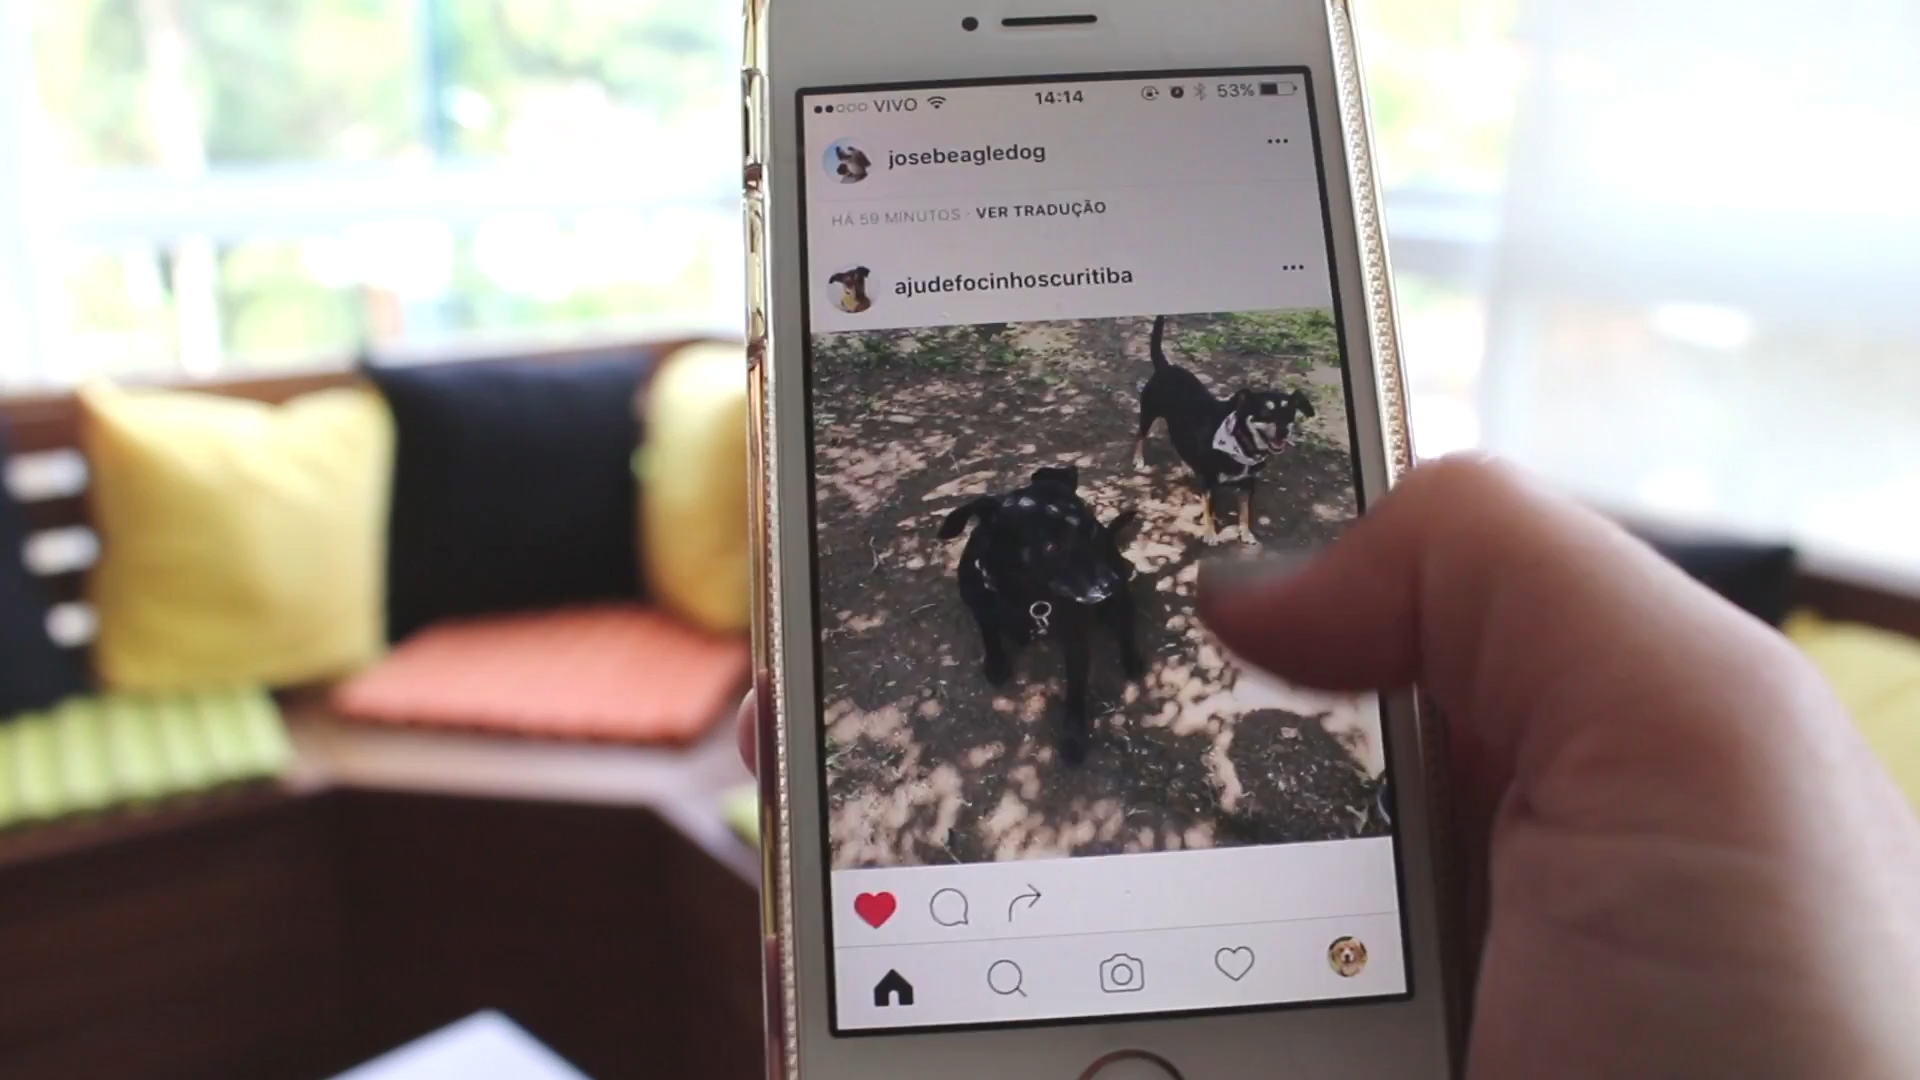 VIVO 14:14 53%
josebeagledog
HÁ 59 MINUTOS · VER TRADUÇÃO
ajudefocinhoscuritiba